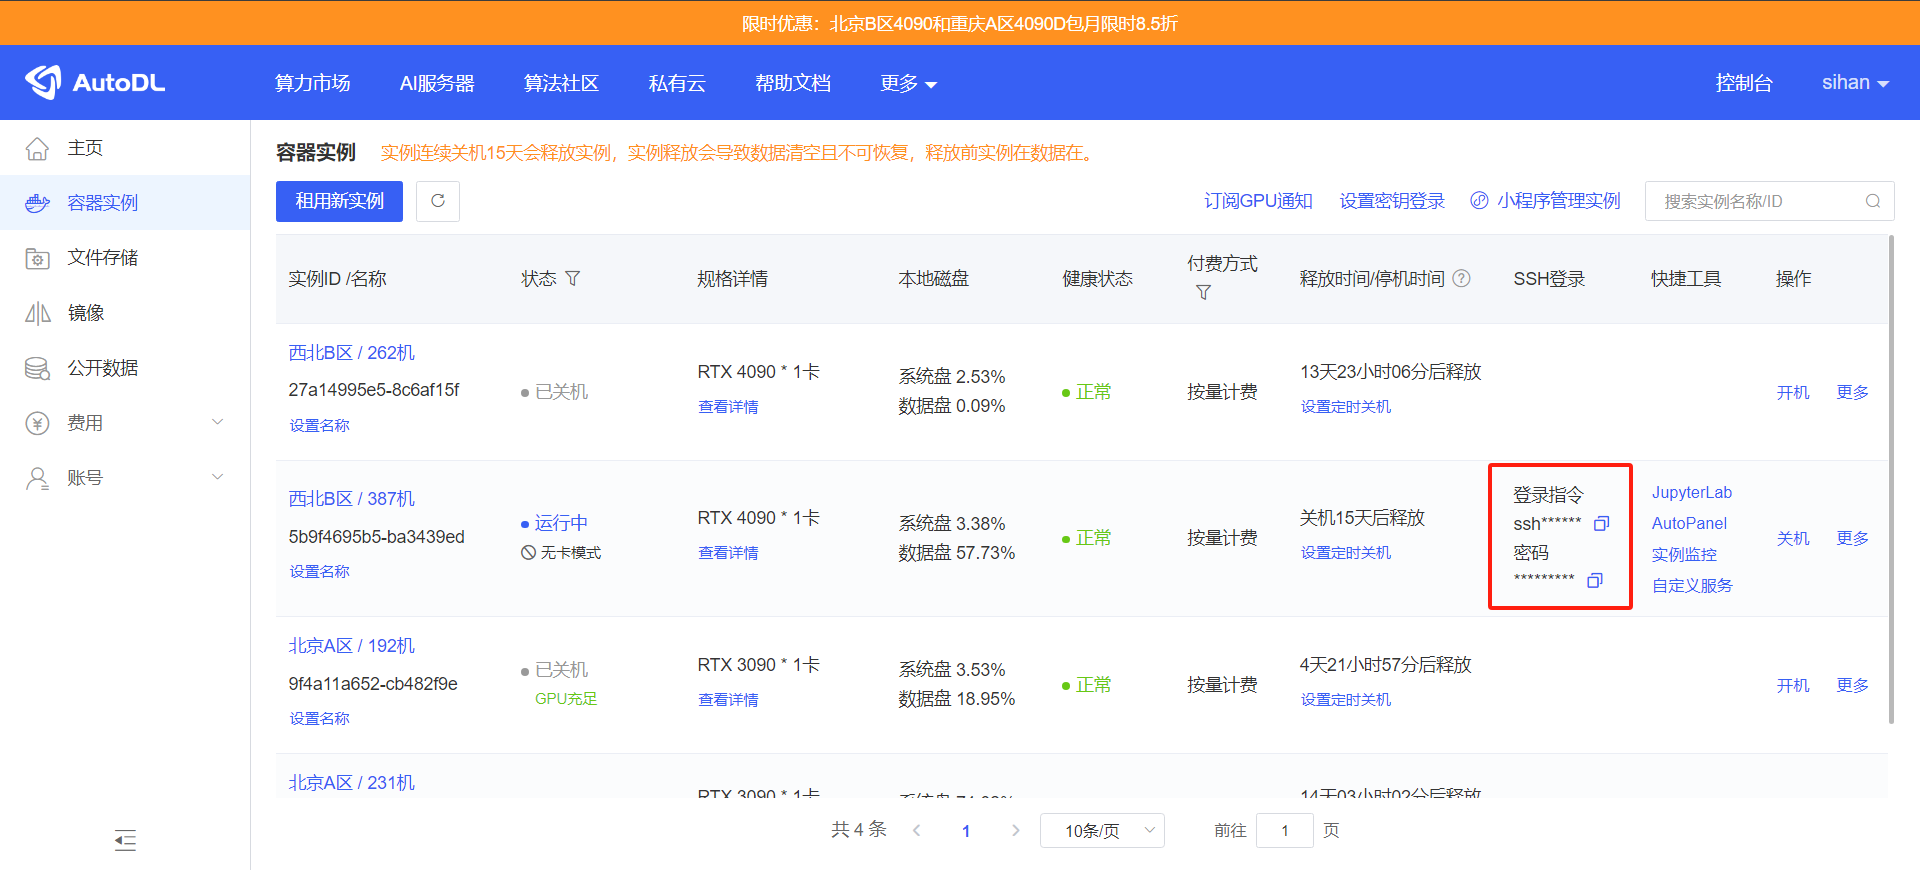 限时优惠：北京B区4090和重庆A区4090D包月限时8.5折
AutoDL
算力市场 AI服务器 算法社区 私有云 帮助文档 更多
控制台 sihan
主页
容器实例
文件存储
镜像
公开数据
费用
账号
容器实例 实例连续关机15天会释放实例，实例释放会导致数据清空且不可恢复，释放前实例在数据在。
租用新实例
订阅GPU通知 设置密钥登录 小程序管理实例 搜索实例名称/ID
实例ID /名称 状态 规格详情 本地磁盘 健康状态 付费方式 释放时间/停机时间 SSH登录 快捷工具 操作
西北B区 / 262机
27a14995e5-8c6af15f
设置名称
已关机
RTX 4090 * 1卡
查看详情
系统盘 2.53%
数据盘 0.09%
正常
按量计费
13天23小时06分后释放
设置定时关机
开机 更多
西北B区 / 387机
5b9f4695b5-ba3439ed
设置名称
运行中
无卡模式
RTX 4090 * 1卡
查看详情
系统盘 3.38%
数据盘 57.73%
正常
按量计费
关机15天后释放
设置定时关机
登录指令
ssh******
密码
*********
JupyterLab
AutoPanel
实例监控
自定义服务
关机 更多
北京A区 / 192机
9f4a11a652-cb482f9e
设置名称
已关机
GPU充足
RTX 3090 * 1卡
查看详情
系统盘 3.53%
数据盘 18.95%
正常
按量计费
4天21小时57分后释放
设置定时关机
开机 更多
北京A区 / 231机
RTX 3090 * 1卡
14天03小时02分后释放
共 4 条 1 10条/页 前往 1 页